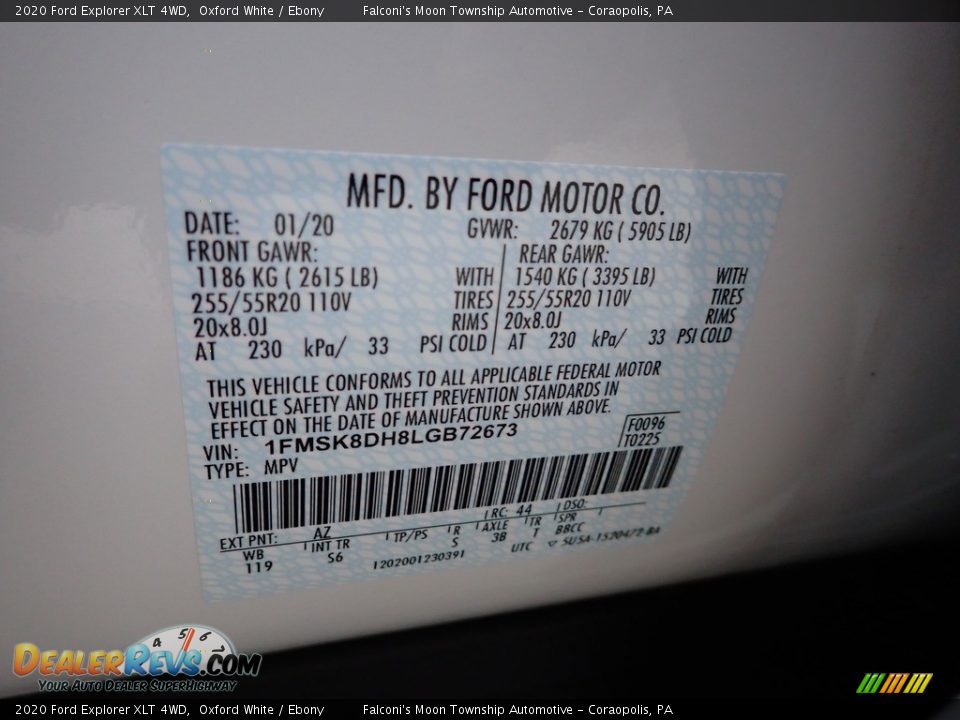 2020 Ford Explorer XLT 4WD, Oxford White / Ebony Falconi's Moon Township Automotive - Coraopolis, PA
MFD. BY FORD MOTOR CO.
DATE: 01/20 GVWR: 2679 KG ( 5905 LB)
FRONT GAWR: REAR GAWR:
1186 KG ( 2615 LB) WITH 1540 KG ( 3395 LB) WITH
255/55R20 110V TIRES 255/55R20 110V TIRES
20x8.0J RIMS 20x8.0J RIMS
AT 230 kPa/ 33 PSI COLD AT 230 kPa/ 33 PSI COLD
THIS VEHICLE CONFORMS TO ALL APPLICABLE FEDERAL MOTOR
VEHICLE SAFETY AND THEFT PREVENTION STANDARDS IN
EFFECT ON THE DATE OF MANUFACTURE SHOWN ABOVE.
VIN: 1FMSK8DH8LGB72673 F0096
TYPE: MPV T0225
EXT PNT: AZ RC: 44 DSO:
WB INT TR TP/PS R AXLE TR SPR
119 S6 S 3B T BBCC
1202001230391 UTC 5U5A-1520472-BA
4 5 6 7
DealerRevs.com
Your Auto Dealer SuperHighway
2020 Ford Explorer XLT 4WD, Oxford White / Ebony Falconi's Moon Township Automotive - Coraopolis, PA